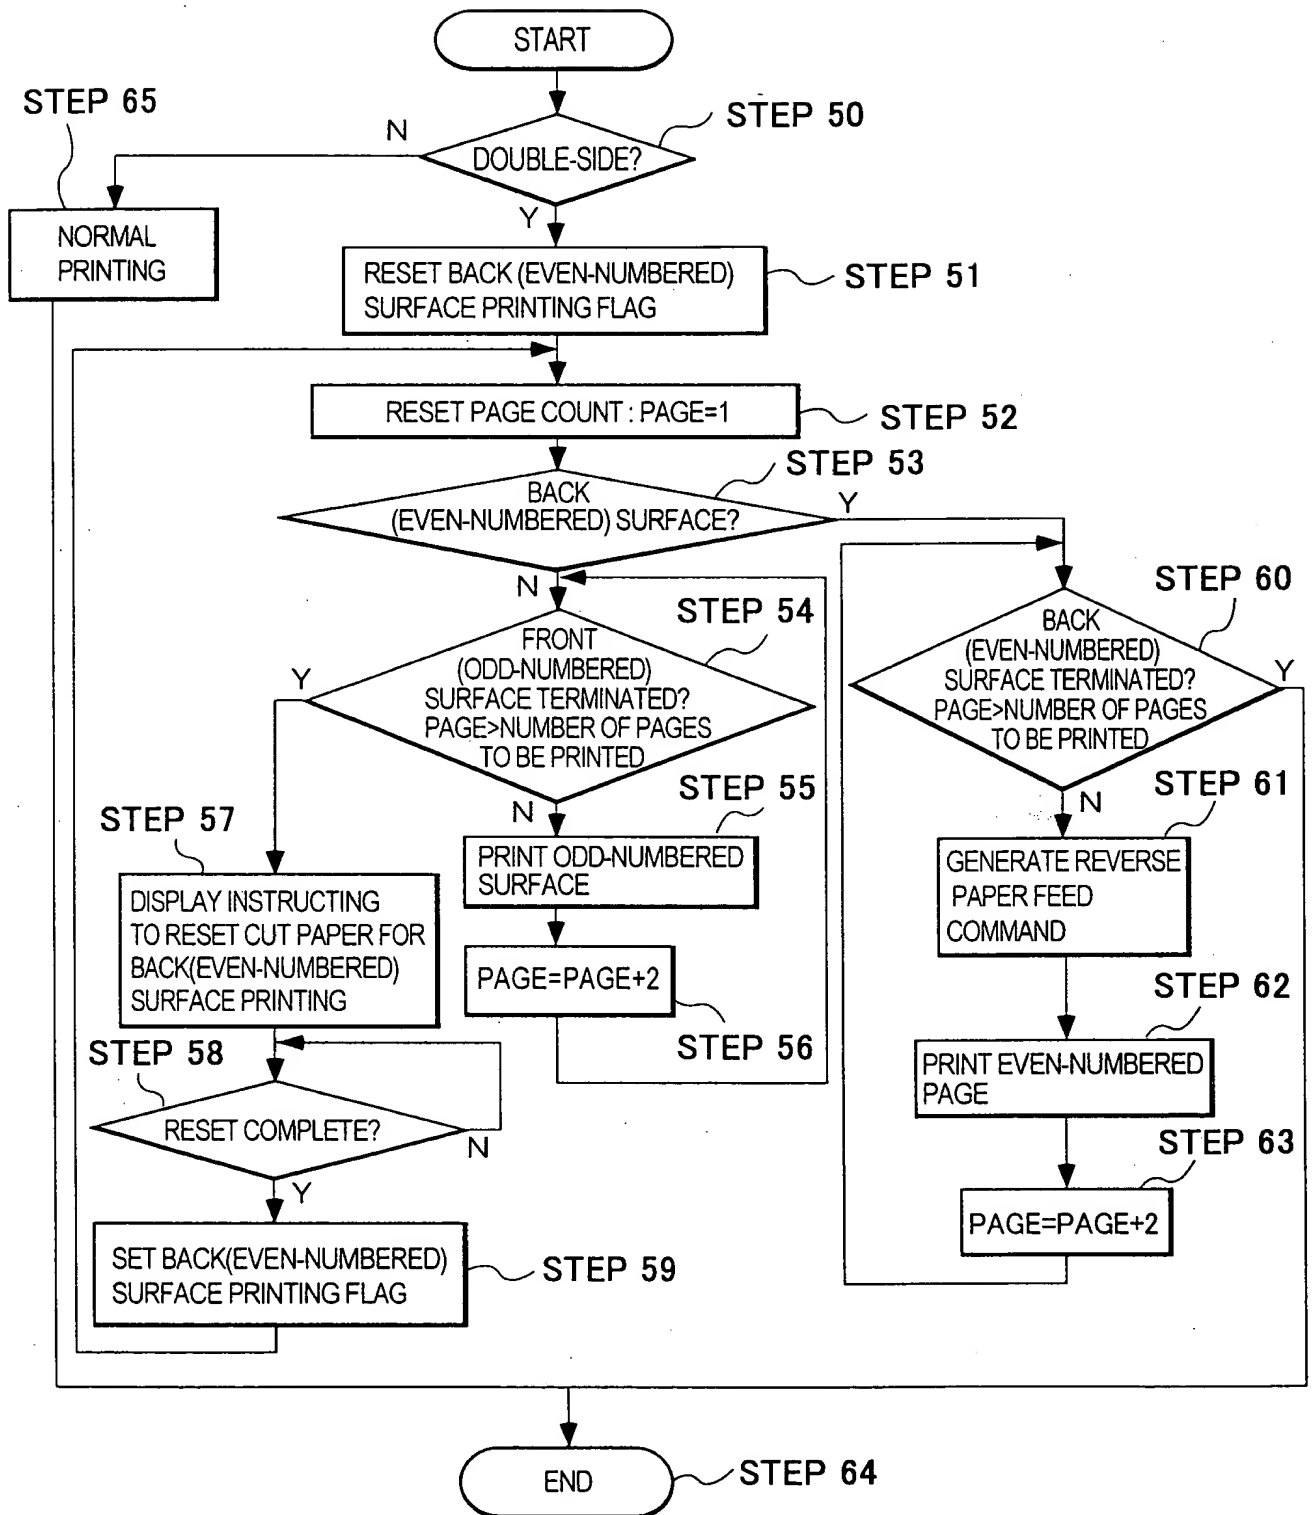 START
STEP 65
N
STEP 50
DOUBLE-SIDE?
Y
NORMAL
PRINTING
RESET BACK (EVEN-NUMBERED)
SURFACE PRINTING FLAG
STEP 51
RESET PAGE COUNT : PAGE=1
STEP 52
STEP 53
BACK
(EVEN-NUMBERED) SURFACE?
Y
N
STEP 54
FRONT
(ODD-NUMBERED)
SURFACE TERMINATED?
PAGE>NUMBER OF PAGES
TO BE PRINTED
Y
N
STEP 60
BACK
(EVEN-NUMBERED)
SURFACE TERMINATED?
PAGE>NUMBER OF PAGES
TO BE PRINTED
Y
N
STEP 55
PRINT ODD-NUMBERED
SURFACE
STEP 61
GENERATE REVERSE
PAPER FEED
COMMAND
STEP 57
DISPLAY INSTRUCTING
TO RESET CUT PAPER FOR
BACK(EVEN-NUMBERED)
SURFACE PRINTING
PAGE=PAGE+2
STEP 56
STEP 62
PRINT EVEN-NUMBERED
PAGE
STEP 58
RESET COMPLETE?
N
Y
STEP 63
PAGE=PAGE+2
SET BACK(EVEN-NUMBERED)
SURFACE PRINTING FLAG
STEP 59
END
STEP 64